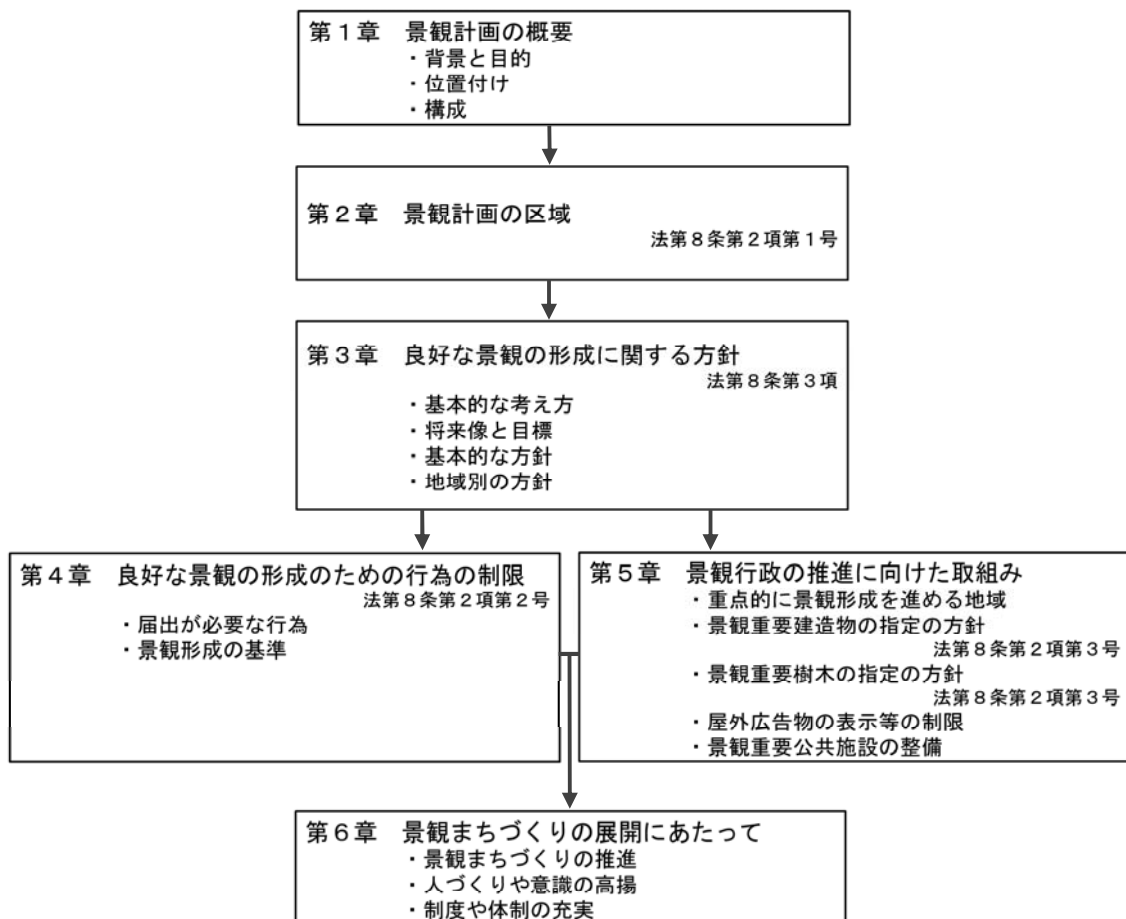 第１章　景観計画の概要
・背景と目的
・位置付け
・構成
第２章　景観計画の区域
法第８条第２項第１号
第３章　良好な景観の形成に関する方針
法第８条第３項
・基本的な考え方
・将来像と目標
・基本的な方針
・地域別の方針
第４章　良好な景観の形成のための行為の制限
法第８条第２項第２号
・届出が必要な行為
・景観形成の基準
第５章　景観行政の推進に向けた取組み
・重点的に景観形成を進める地域
・景観重要建造物の指定の方針
法第８条第２項第３号
・景観重要樹木の指定の方針
法第８条第２項第３号
・屋外広告物の表示等の制限
・景観重要公共施設の整備
第６章　景観まちづくりの展開にあたって
・景観まちづくりの推進
・人づくりや意識の高揚
・制度や体制の充実